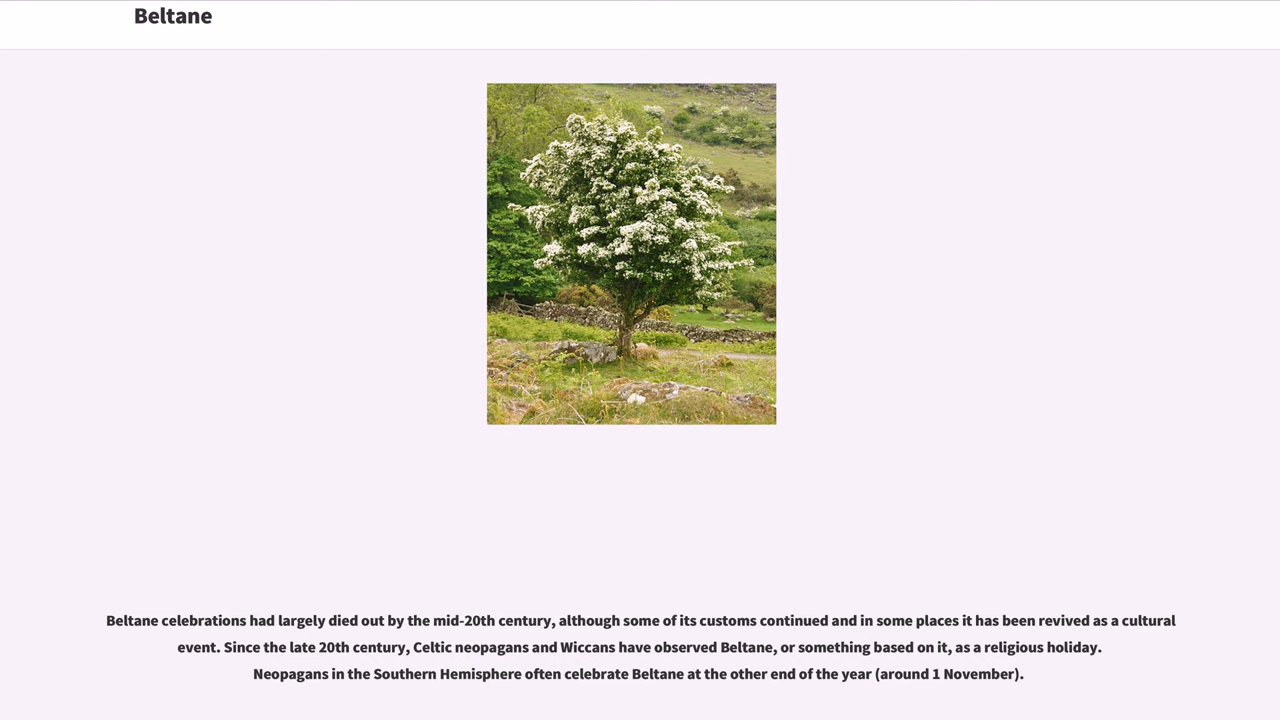 Beltane
Beltane celebrations had largely died out by the mid-20th century, although some of its customs continued and in some places it has been revived as a cultural
event. Since the late 20th century, Celtic neopagans and Wiccans have observed Beltane, or something based on it, as a religious holiday.
Neopagans in the Southern Hemisphere often celebrate Beltane at the other end of the year (around 1 November).